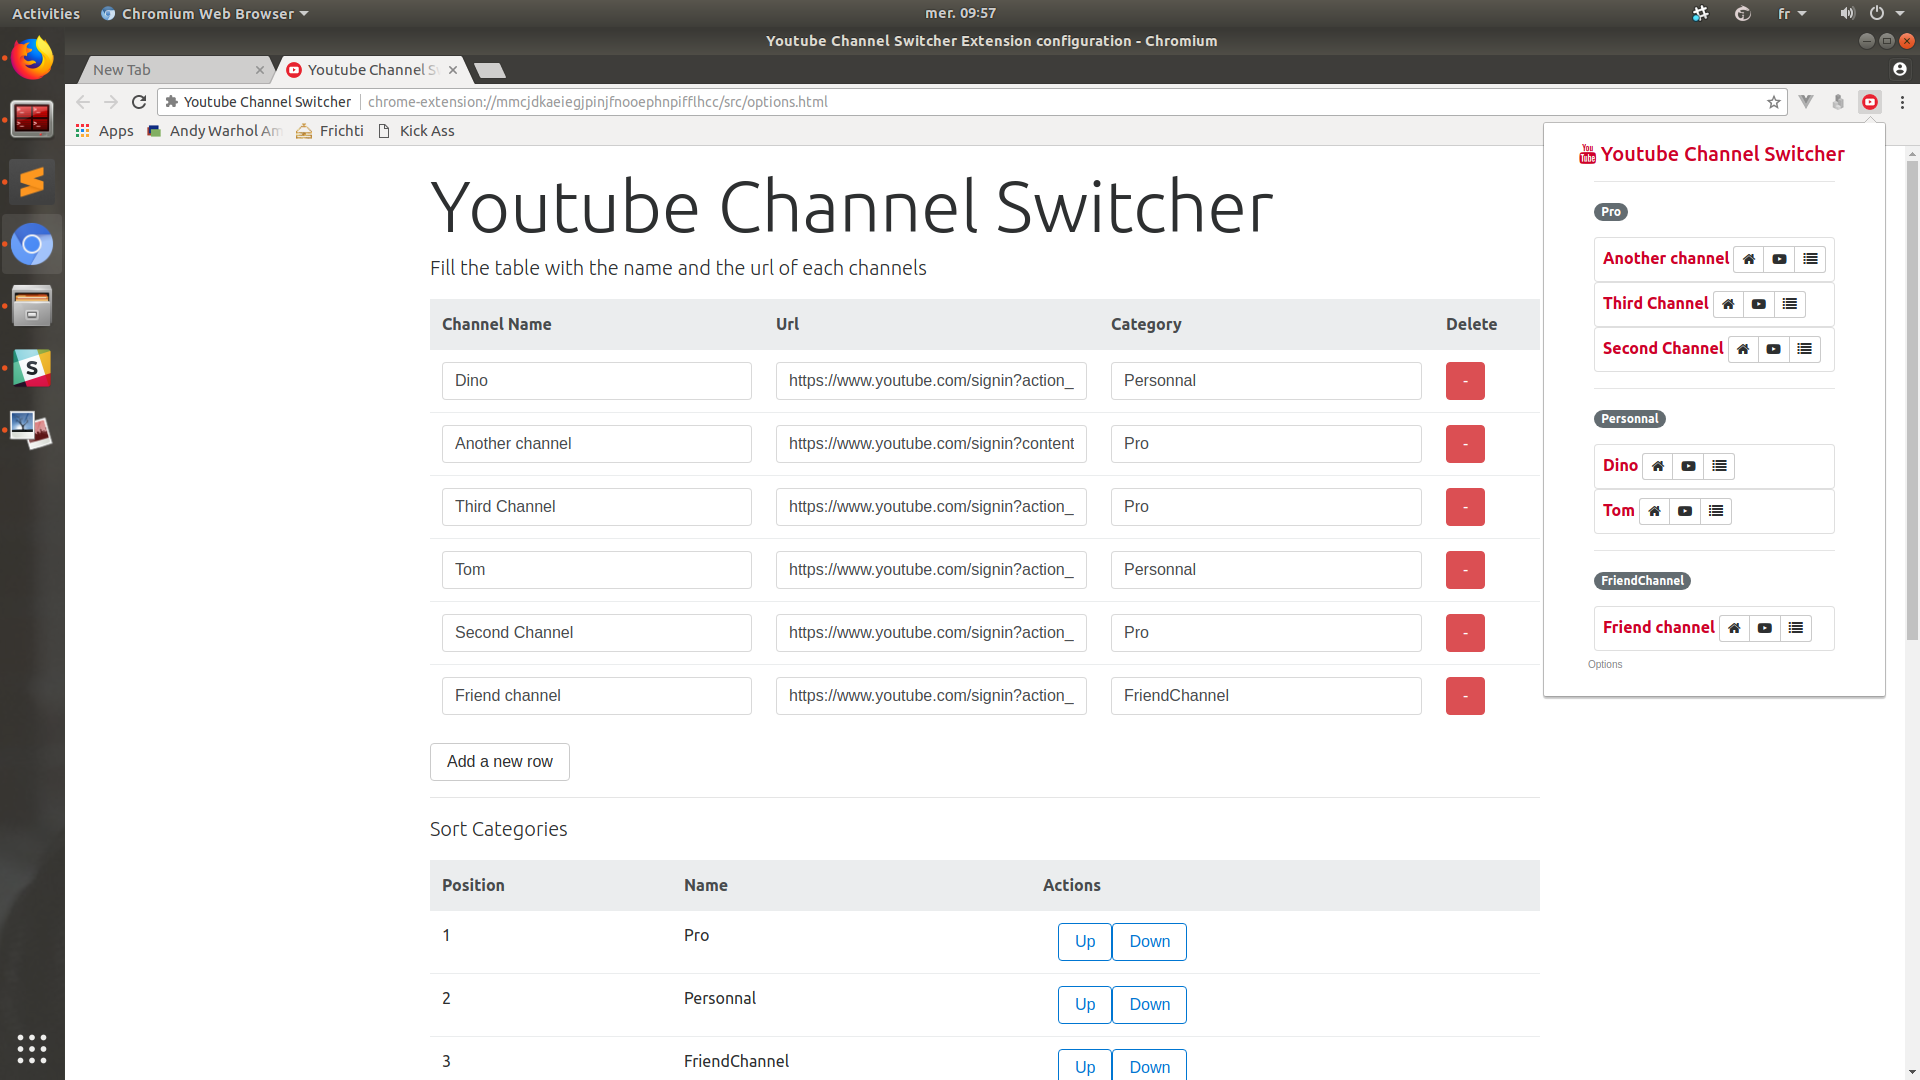 Activities Chromium Web Browser mer. 09:57 fr
Youtube Channel Switcher Extension configuration - Chromium
New Tab Youtube Channel S
Youtube Channel Switcher chrome-extension://mmcjdkaeiegjpinjfnooephnpifflhcc/src/options.html
Apps Andy Warhol Am Frichti Kick Ass
Youtube Channel Switcher
Fill the table with the name and the url of each channels
Channel Name Url Category Delete
Dino https://www.youtube.com/signin?action_ Personnal -
Another channel https://www.youtube.com/signin?content Pro -
Third Channel https://www.youtube.com/signin?action_ Pro -
Tom https://www.youtube.com/signin?action_ Personnal -
Second Channel https://www.youtube.com/signin?action_ Pro -
Friend channel https://www.youtube.com/signin?action_ FriendChannel -
Add a new row
Sort Categories
Position Name Actions
1 Pro Up Down
2 Personnal Up Down
3 FriendChannel Up Down
You Tube Youtube Channel Switcher
Pro
Another channel
Third Channel
Second Channel
Personnal
Dino
Tom
FriendChannel
Friend channel
Options